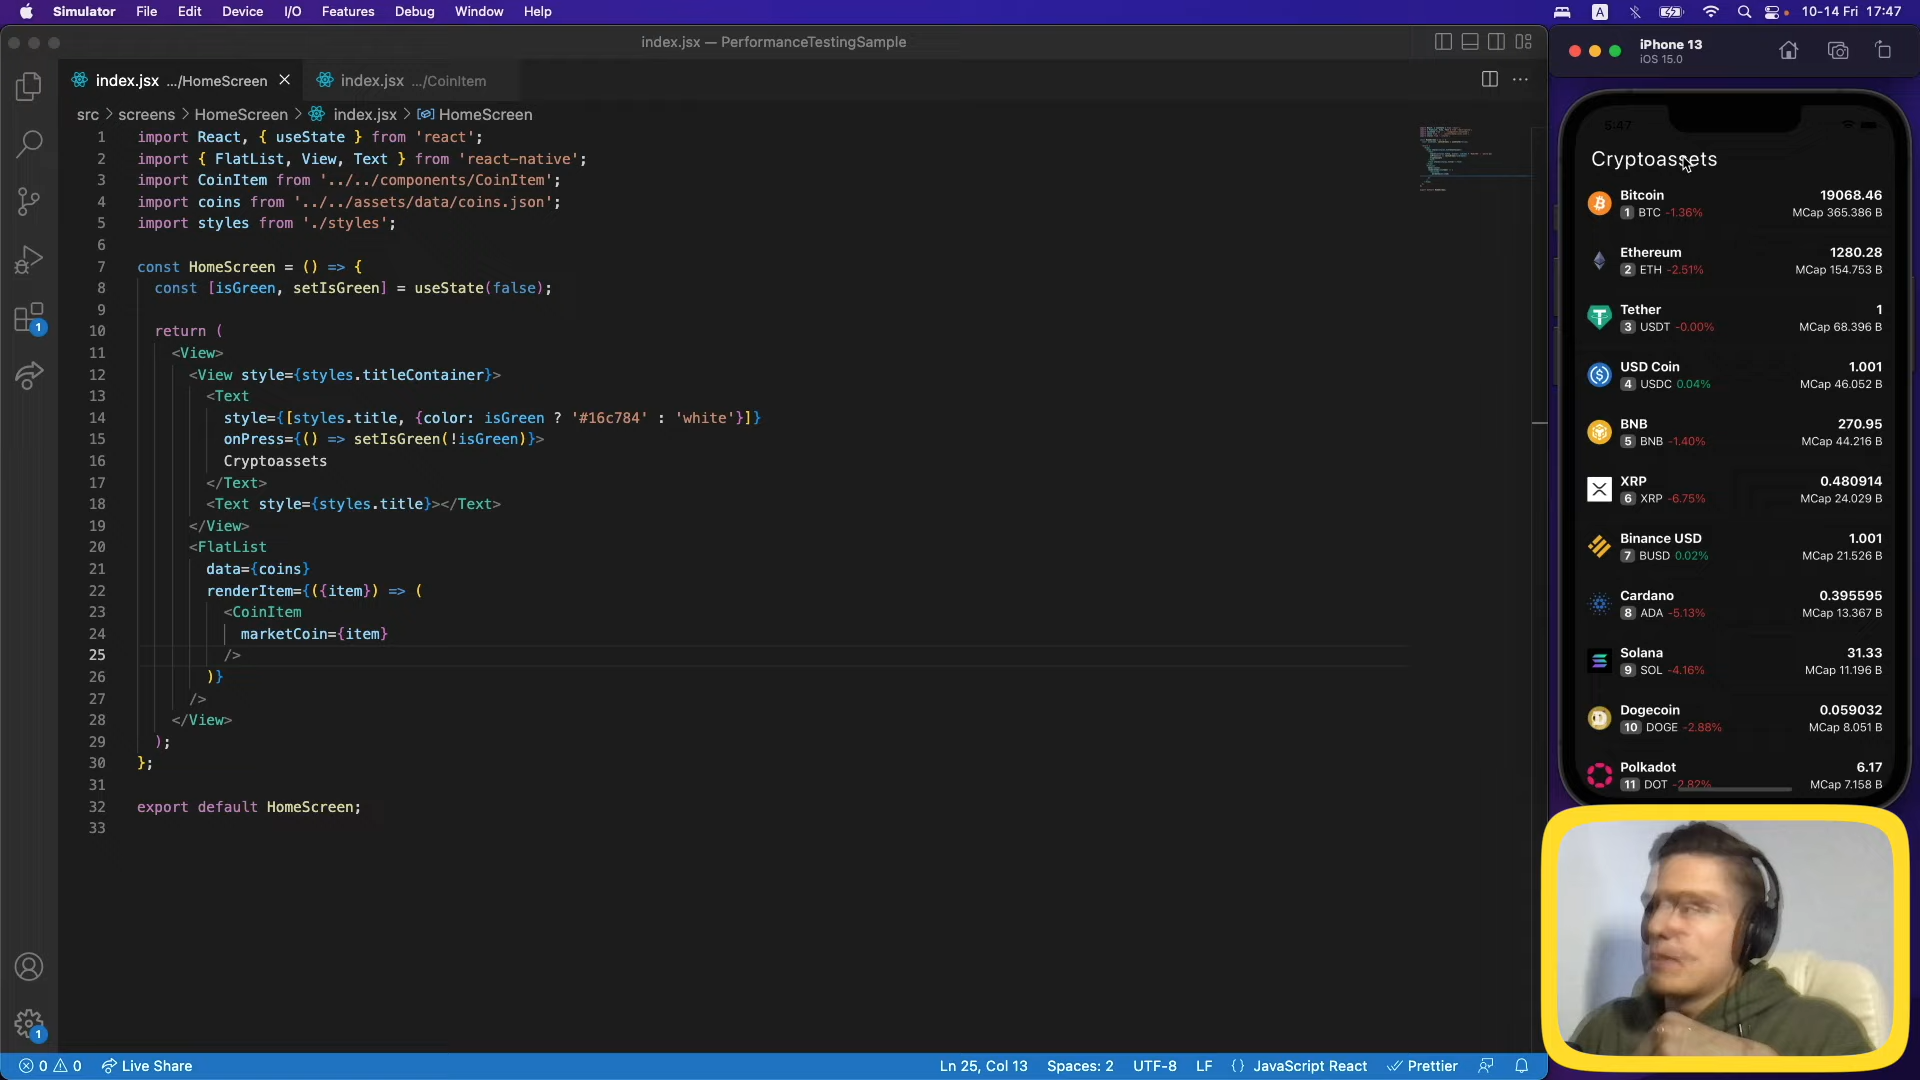 Simulator File Edit Device I/O Features Debug Window Help
A 10-14 Fri 17:47
index.jsx — PerformanceTestingSample
index.jsx .../HomeScreen
index.jsx .../CoinItem
src > screens > HomeScreen > index.jsx > HomeScreen
1 import React, { useState } from 'react';
2 import { FlatList, View, Text } from 'react-native';
3 import CoinItem from '../../components/CoinItem';
4 import coins from '../../assets/data/coins.json';
5 import styles from './styles';
6
7 const HomeScreen = () => {
8 const [isGreen, setIsGreen] = useState(false);
9
10 return (
11 <View>
12 <View style={styles.titleContainer}>
13 <Text
14 style={[styles.title, {color: isGreen ? '#16c784' : 'white'}]}
15 onPress={() => setIsGreen(!isGreen)}>
16 Cryptoassets
17 </Text>
18 <Text style={styles.title}></Text>
19 </View>
20 <FlatList
21 data={coins}
22 renderItem={({item}) => (
23 <CoinItem
24 marketCoin={item}
25 />
26 )}
27 />
28 </View>
29 );
30 };
31
32 export default HomeScreen;
33
1
1
0 0 Live Share
Ln 25, Col 13 Spaces: 2 UTF-8 LF {} JavaScript React Prettier
iPhone 13
iOS 15.0
5:47
Cryptoassets
Bitcoin 19068.46
1 BTC -1.36% MCap 365.386 B
Ethereum 1280.28
2 ETH -2.51% MCap 154.753 B
Tether 1
3 USDT -0.00% MCap 68.396 B
USD Coin 1.001
4 USDC 0.04% MCap 46.052 B
BNB 270.95
5 BNB -1.40% MCap 44.216 B
XRP 0.480914
6 XRP -6.75% MCap 24.029 B
Binance USD 1.001
7 BUSD 0.02% MCap 21.526 B
Cardano 0.395595
8 ADA -5.13% MCap 13.367 B
Solana 31.33
9 SOL -4.16% MCap 11.196 B
Dogecoin 0.059032
10 DOGE -2.88% MCap 8.051 B
Polkadot 6.17
11 DOT -2.82% MCap 7.158 B